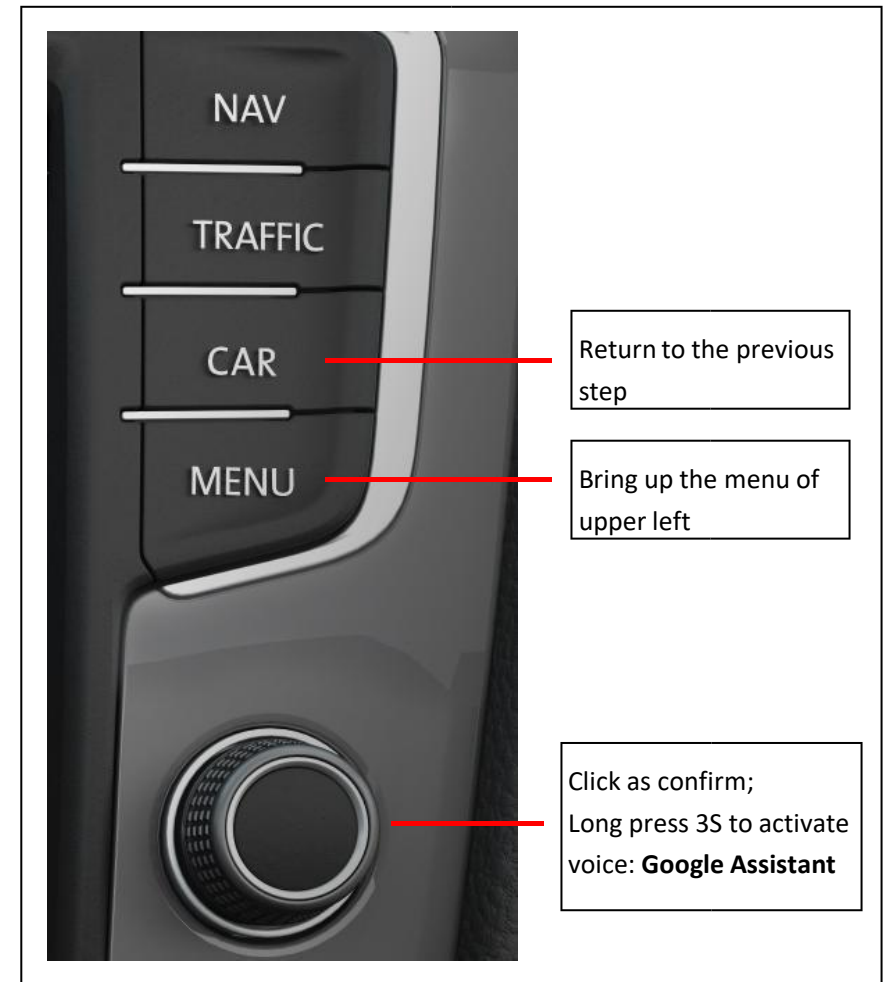 NAV
TRAFFIC
CAR
Return to the previous
step
MENU
Bring up the menu of
upper left
Click as confirm;
Long press 3S to activate
voice: Google Assistant